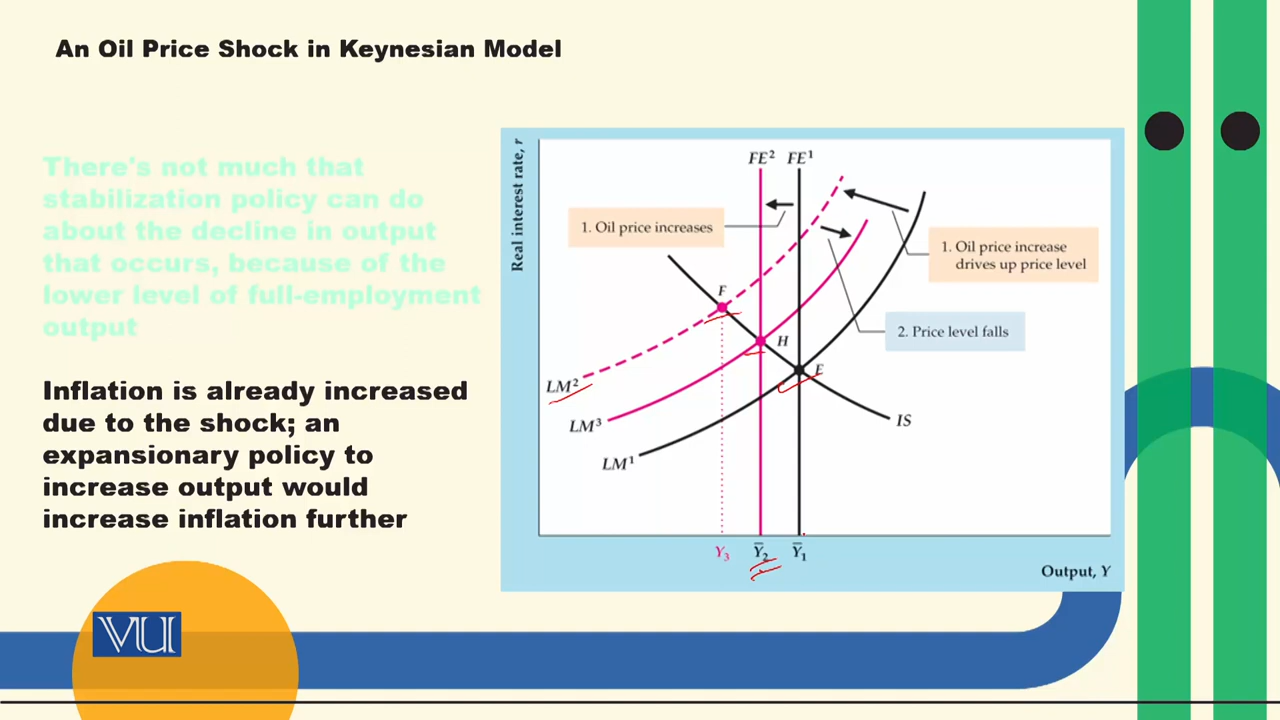 An Oil Price Shock in Keynesian Model
There's not much that
stabilization policy can do
about the decline in output
that occurs, because of the
lower level of full-employment
output
Inflation is already increased
due to the shock; an
expansionary policy to
increase output would
increase inflation further
VU
Real interest rate, r
FE² FE¹
1. Oil price increases
1. Oil price increase
drives up price level
2. Price level falls
F
H
E
LM²
LM³
LM¹
IS
Y₃ Y̅₂ Y̅₁
Output, Y